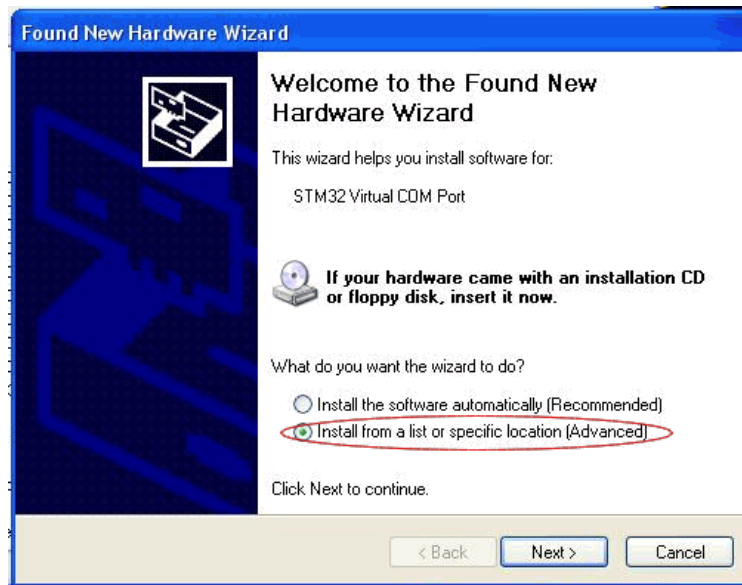 Found New Hardware Wizard
Welcome to the Found New
Hardware Wizard
This wizard helps you install software for:
STM32 Virtual COM Port
If your hardware came with an installation CD
or floppy disk, insert it now.
What do you want the wizard to do?
Install the software automatically (Recommended)
Install from a list or specific location (Advanced)
Click Next to continue.
< Back
Next >
Cancel